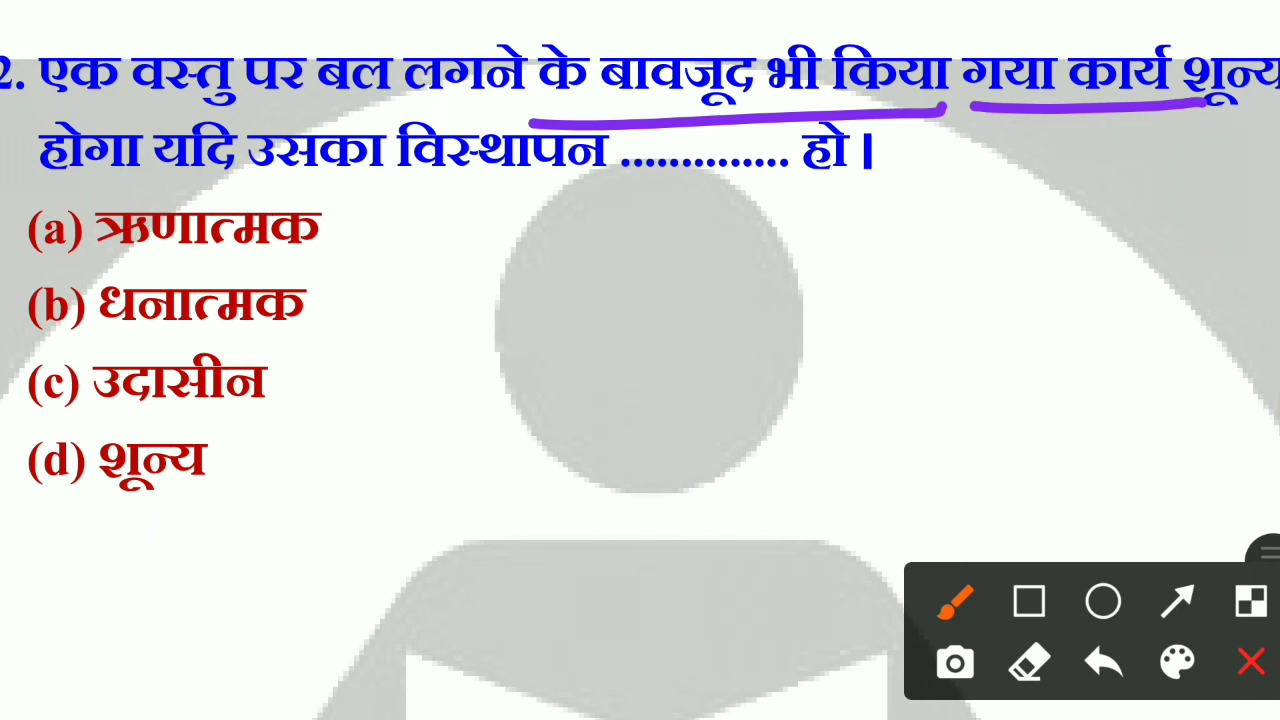 2. एक वस्तु पर बल लगने के बावजूद भी किया गया कार्य शून्य
होगा यदि उसका विस्थापन .............. हो ।
(a) ऋणात्मक
(b) धनात्मक
(c) उदासीन
(d) शून्य